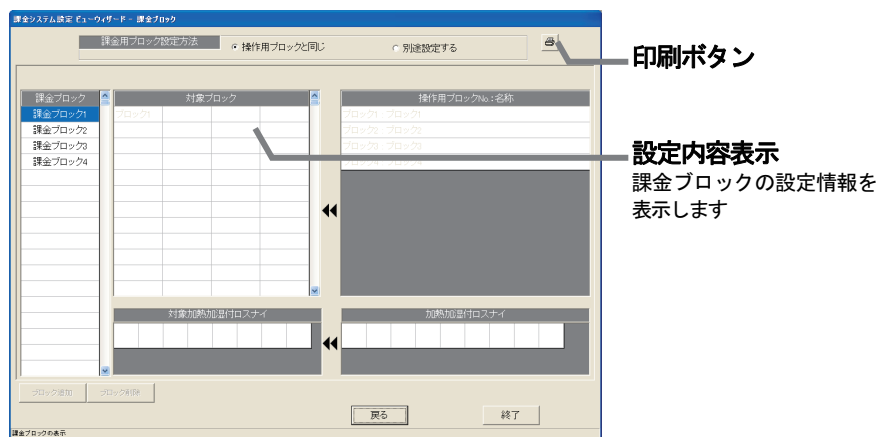 課金システム設定 ビューウィザード - 課金ブロック
課金用ブロック設定方法 操作用ブロックと同じ 別途設定する
印刷ボタン
課金ブロック 対象ブロック 操作用ブロックNo.:名称
課金ブロック1 ブロック1 ブロック1:ブロック1
課金ブロック2 ブロック2:ブロック2
課金ブロック3 ブロック3:ブロック3
課金ブロック4 ブロック4:ブロック4
設定内容表示
課金ブロックの設定情報を
表示します
対象加熱加湿付ロスナイ 加熱加湿付ロスナイ
ブロック追加 ブロック削除
戻る 終了
課金ブロックの表示